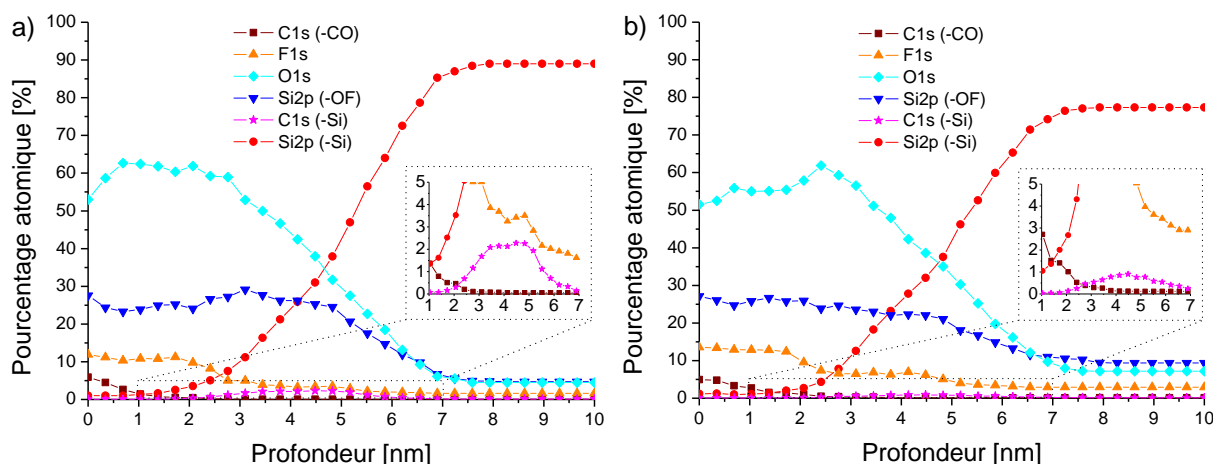 a)
Pourcentage atomique [%]
100
90
80
70
60
50
40
30
20
10
0
C1s (-CO)
F1s
O1s
Si2p (-OF)
C1s (-Si)
Si2p (-Si)
5
4
3
2
1
0
1 2 3 4 5 6 7
0 1 2 3 4 5 6 7 8 9 10
Profondeur [nm]
b)
Pourcentage atomique [%]
100
90
80
70
60
50
40
30
20
10
0
C1s (-CO)
F1s
O1s
Si2p (-OF)
C1s (-Si)
Si2p (-Si)
5
4
3
2
1
0
1 2 3 4 5 6 7
0 1 2 3 4 5 6 7 8 9 10
Profondeur [nm]